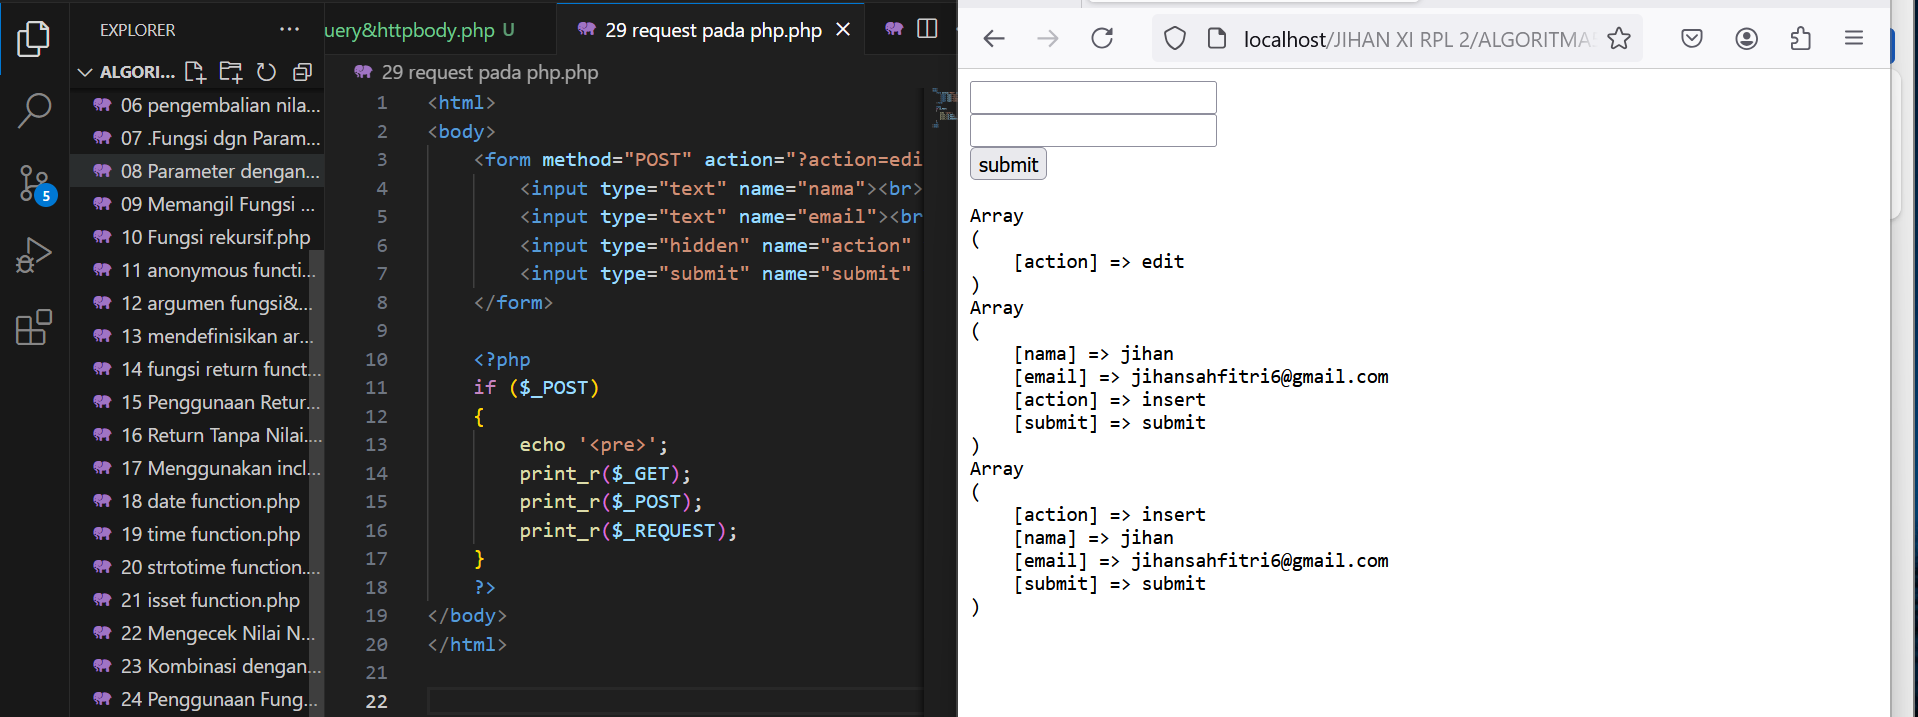 EXPLORER
ALGORI...
06 pengembalian nila...
07 .Fungsi dgn Param...
08 Parameter dengan...
09 Memangil Fungsi ...
10 Fungsi rekursif.php
11 anonymous functi...
12 argumen fungsi&...
13 mendefinisikan ar...
14 fungsi return funct...
15 Penggunaan Retur...
16 Return Tanpa Nilai....
17 Menggunakan incl...
18 date function.php
19 time function.php
20 strtotime function....
21 isset function.php
22 Mengecek Nilai N...
23 Kombinasi dengan...
24 Penggunaan Fung...
5
uery&httpbody.php U
29 request pada php.php
29 request pada php.php
1 <html>
2 <body>
3 <form method="POST" action="?action=edi
4 <input type="text" name="nama"><br>
5 <input type="text" name="email"><br
6 <input type="hidden" name="action"
7 <input type="submit" name="submit"
8 </form>
9
10 <?php
11 if ($_POST)
12 {
13 echo '<pre>';
14 print_r($_GET);
15 print_r($_POST);
16 print_r($_REQUEST);
17 }
18 ?>
19 </body>
20 </html>
21
22
localhost/JIHAN XI RPL 2/ALGORITMA
submit
Array
(
[action] => edit
)
Array
(
[nama] => jihan
[email] => jihansahfitri6@gmail.com
[action] => insert
[submit] => submit
)
Array
(
[action] => insert
[nama] => jihan
[email] => jihansahfitri6@gmail.com
[submit] => submit
)